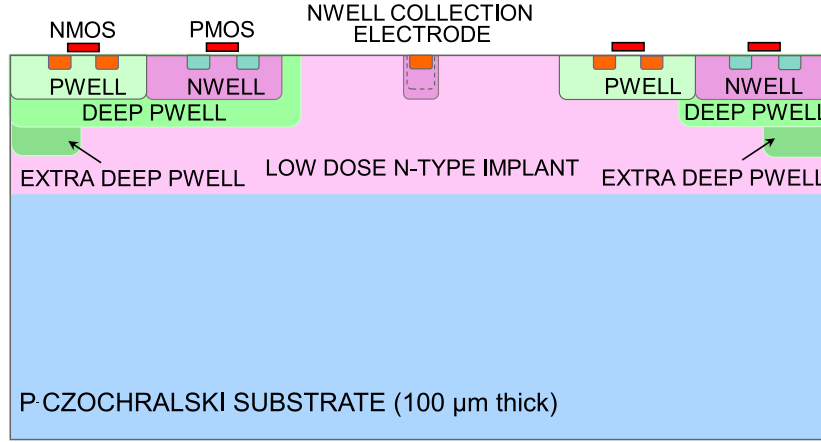 NWELL COLLECTION
ELECTRODE
NMOS
PMOS
PWELL
NWELL
PWELL
NWELL
DEEP PWELL
DEEP PWELL
EXTRA DEEP PWELL
LOW DOSE N-TYPE IMPLANT
EXTRA DEEP PWELL
P-CZOCHRALSKI SUBSTRATE (100 µm thick)